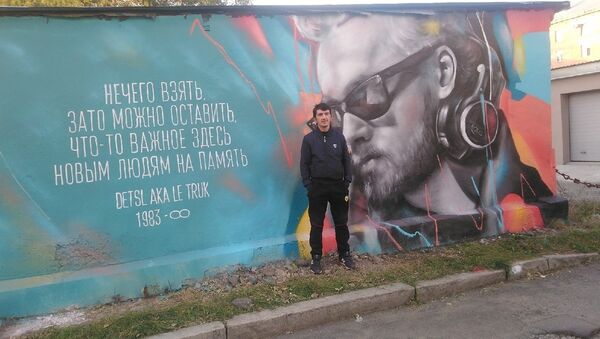 НЕЧЕГО ВЗЯТЬ,
ЗАТО МОЖНО ОСТАВИТЬ,
ЧТО-ТО ВАЖНОЕ ЗДЕСЬ
НОВЫМ ЛЮДЯМ НА ПАМЯТЬ
DETSL AKA LE TRUK
1983 - ∞